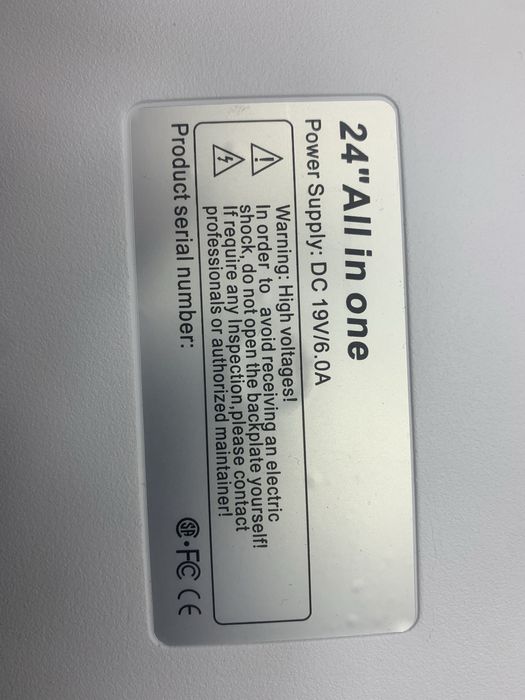 24"All in one
Power Supply: DC 19V/6.0A
Warning: High voltages!
In order to avoid receiving an electric
shock, do not open the backplate yourself!
If require any Inspection,please contact
professionals or authorized maintainer!
Product serial number:
SP • FC CE